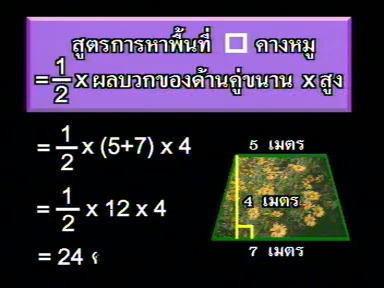 สูตรการหาพื้นที่ □ คางหมู
= 1/2 x ผลบวกของด้านคู่ขนาน x สูง
= 1/2 x (5+7) x 4
= 1/2 x 12 x 4
= 24
5 เมตร
4 เมตร
7 เมตร